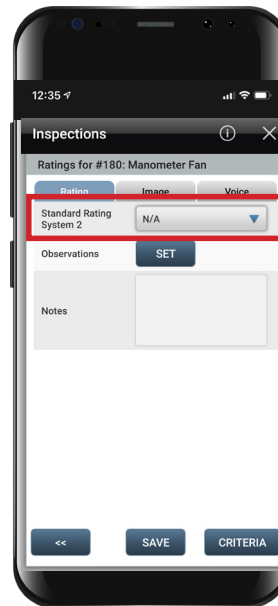 12:35
Inspections
Ratings for #180: Manometer Fan
Rating Image Voice
Standard Rating System 2 N/A
Observations SET
Notes
<< SAVE CRITERIA